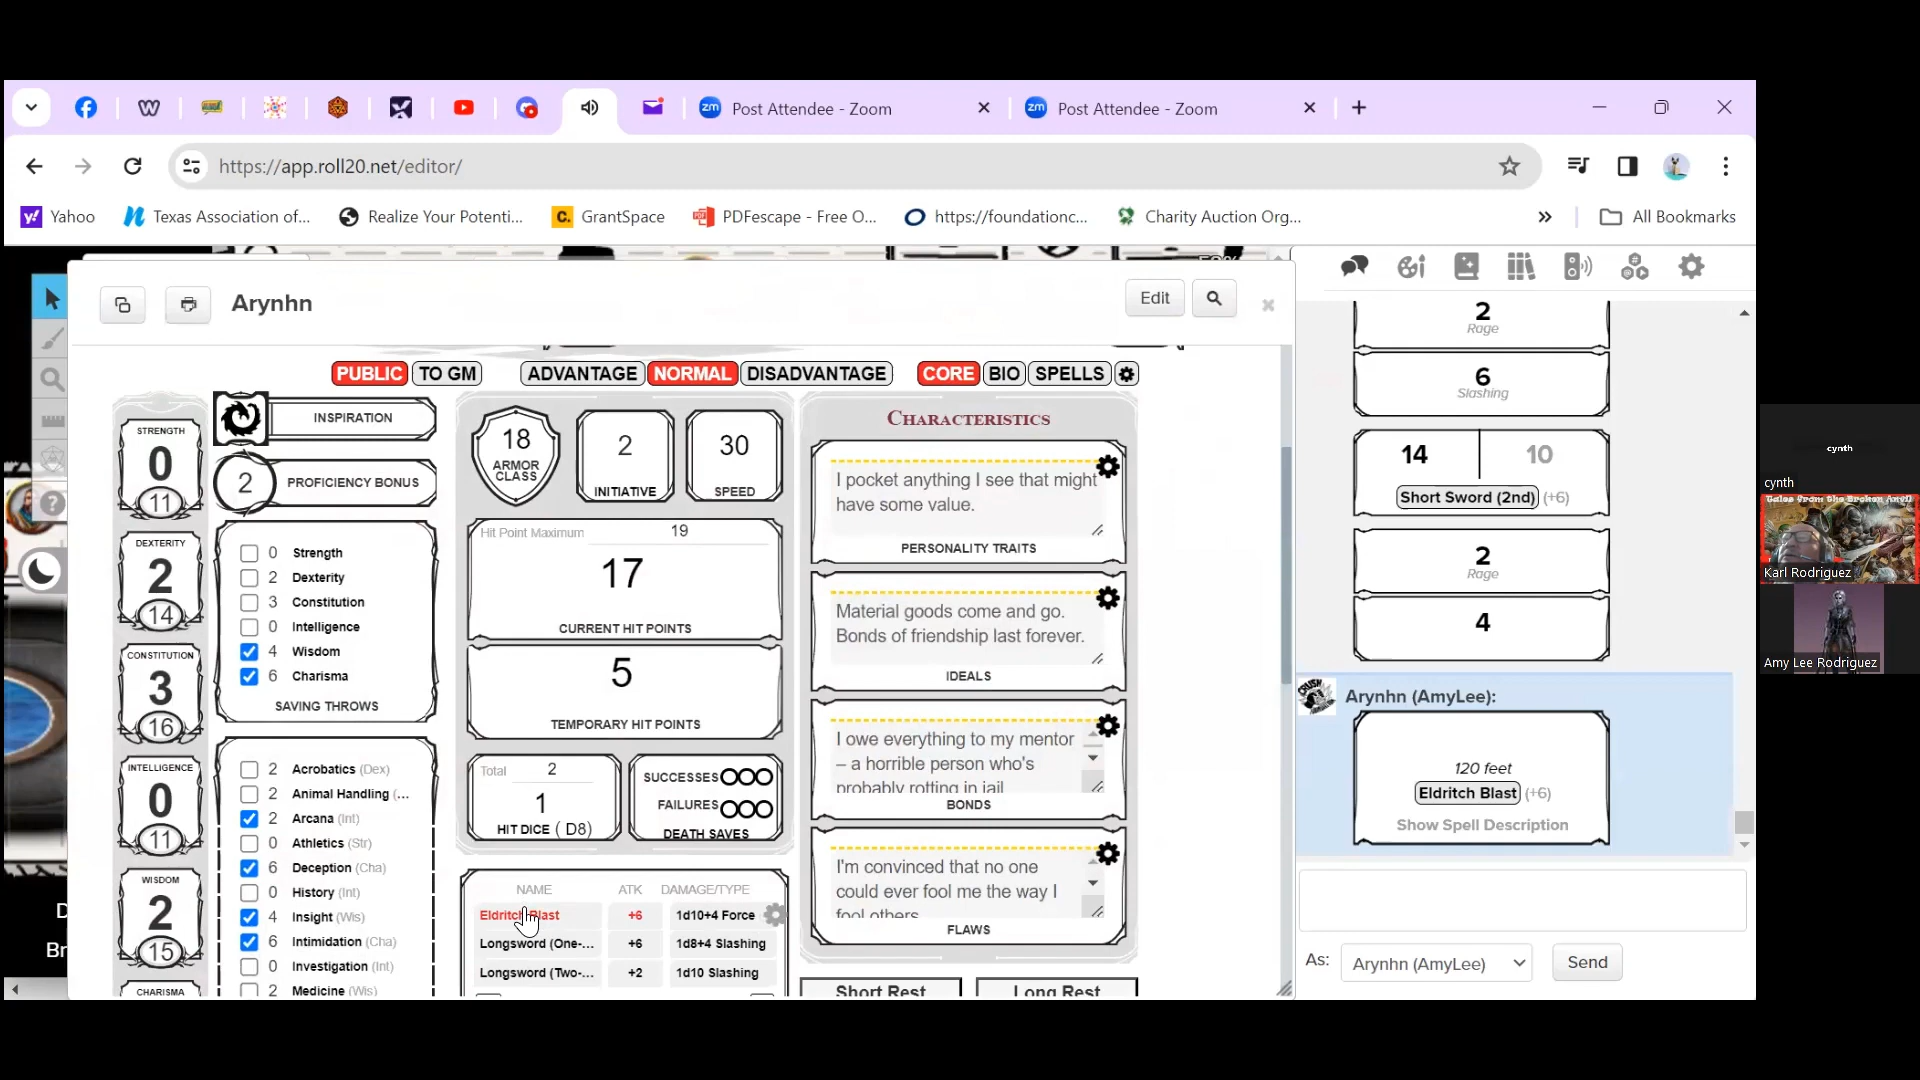 Post Attendee - Zoom
Post Attendee - Zoom
https://app.roll20.net/editor/
Yahoo
Texas Association of...
Realize Your Potenti...
GrantSpace
PDFescape - Free O...
https://foundationc...
Charity Auction Org...
All Bookmarks
Arynhn
Edit
PUBLIC TO GM ADVANTAGE NORMAL DISADVANTAGE CORE BIO SPELLS
STRENGTH
0
11
DEXTERITY
2
14
CONSTITUTION
3
16
INTELLIGENCE
0
11
WISDOM
2
15
CHARISMA
INSPIRATION
2 PROFICIENCY BONUS
0 Strength
2 Dexterity
3 Constitution
0 Intelligence
4 Wisdom
6 Charisma
SAVING THROWS
2 Acrobatics (Dex)
2 Animal Handling (...
2 Arcana (Int)
0 Athletics (Str)
6 Deception (Cha)
0 History (Int)
4 Insight (Wis)
6 Intimidation (Cha)
0 Investigation (Int)
2 Medicine (Wis)
18
ARMOR
CLASS
2
INITIATIVE
30
SPEED
Hit Point Maximum 19
17
CURRENT HIT POINTS
5
TEMPORARY HIT POINTS
Total 2
1
HIT DICE ( D8)
SUCCESSES
FAILURES
DEATH SAVES
NAME ATK DAMAGE/TYPE
Eldritch Blast +6 1d10+4 Force
Longsword (One-... +6 1d8+4 Slashing
Longsword (Two-... +2 1d10 Slashing
CHARACTERISTICS
I pocket anything I see that might
have some value.
PERSONALITY TRAITS
Material goods come and go.
Bonds of friendship last forever.
IDEALS
I owe everything to my mentor
– a horrible person who's
probably rotting in jail
BONDS
I'm convinced that no one
could ever fool me the way I
fool others
FLAWS
Short Rest
Long Rest
2
Rage
6
Slashing
14 10
Short Sword (2nd) (+6)
2
Rage
4
Arynhn (AmyLee):
120 feet
Eldritch Blast (+6)
Show Spell Description
As: Arynhn (AmyLee) Send
cynth
cynth
Tales from the Broken Anvil
Karl Rodriguez
Amy Lee Rodriguez